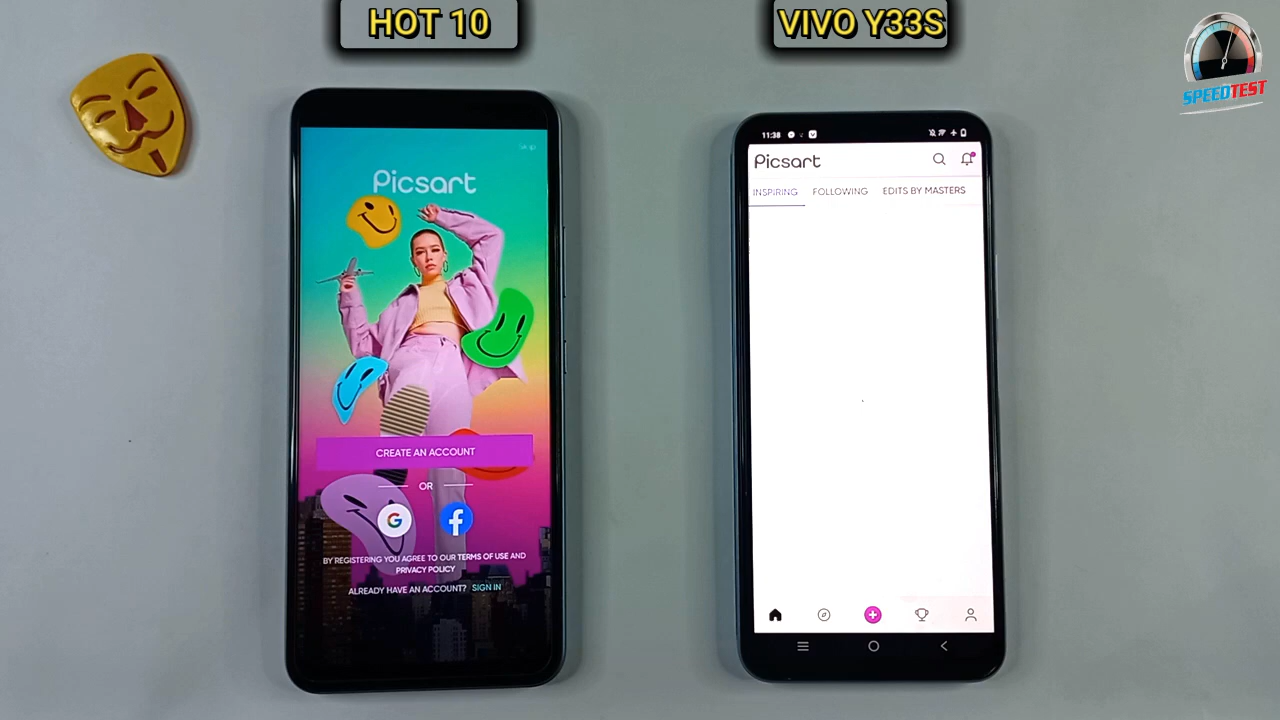 HOT 10
VIVO Y33S
SPEEDTEST
Skip
Picsart
CREATE AN ACCOUNT
OR
G
f
BY REGISTERING YOU AGREE TO OUR TERMS OF USE AND
PRIVACY POLICY
ALREADY HAVE AN ACCOUNT? SIGN IN
11:38
Picsart
INSPIRING FOLLOWING EDITS BY MASTERS